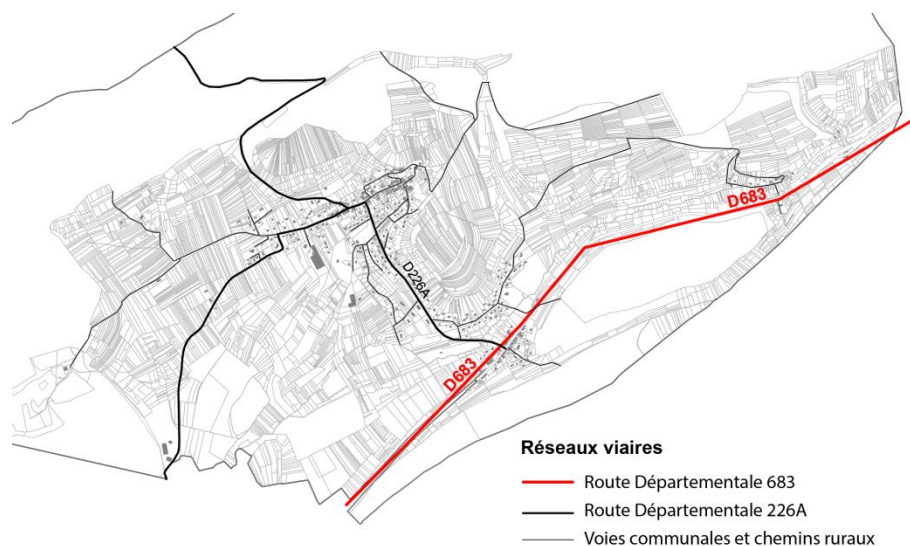 D683
D226A
D683
Réseaux viaires
Route Départementale 683
Route Départementale 226A
Voies communales et chemins ruraux